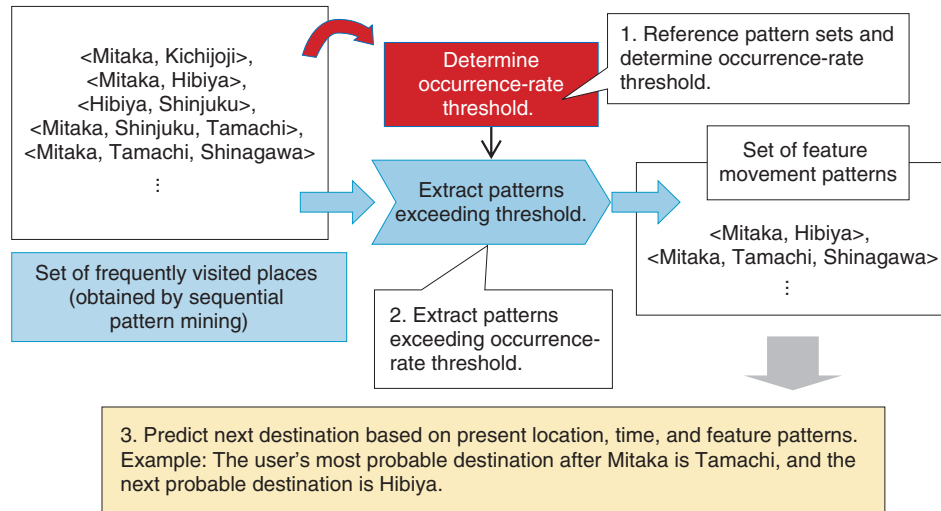 <Mitaka, Kichijoji>,
<Mitaka, Hibiya>,
<Hibiya, Shinjuku>,
<Mitaka, Shinjuku, Tamachi>,
<Mitaka, Tamachi, Shinagawa>
⋮
Set of frequently visited places
(obtained by sequential
pattern mining)
Determine
occurrence-rate
threshold.
1. Reference pattern sets and
determine occurrence-rate
threshold.
Extract patterns
exceeding threshold.
2. Extract patterns
exceeding occurrence-
rate threshold.
Set of feature
movement patterns
<Mitaka, Hibiya>,
<Mitaka, Tamachi, Shinagawa>
⋮
3. Predict next destination based on present location, time, and feature patterns.
Example: The user’s most probable destination after Mitaka is Tamachi, and the
next probable destination is Hibiya.